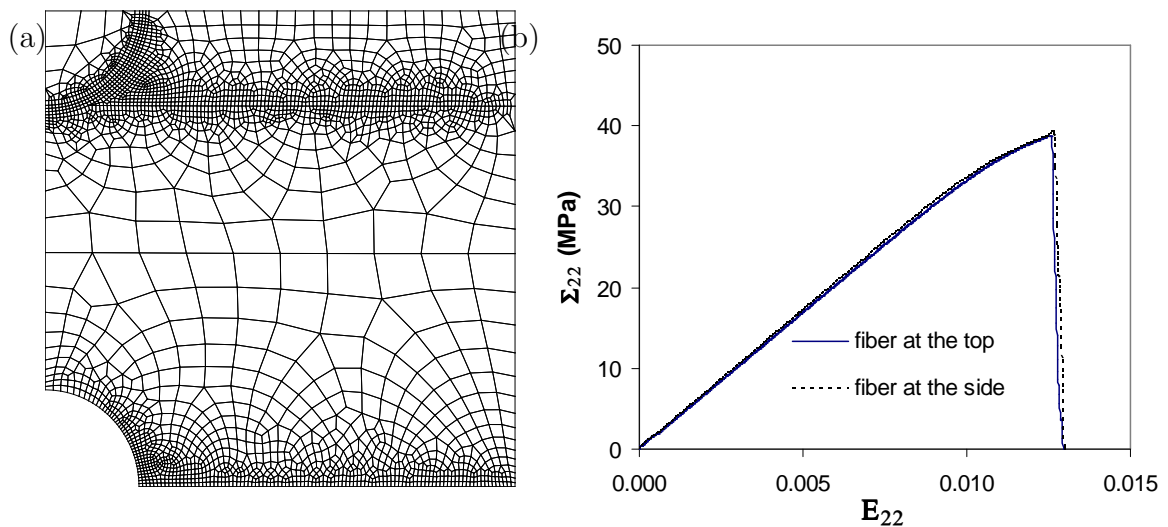 (a)
(b)
50
40
30
20
10
0
Σ22 (MPa)
fiber at the top
fiber at the side
0.000 0.005 0.010 0.015
E22